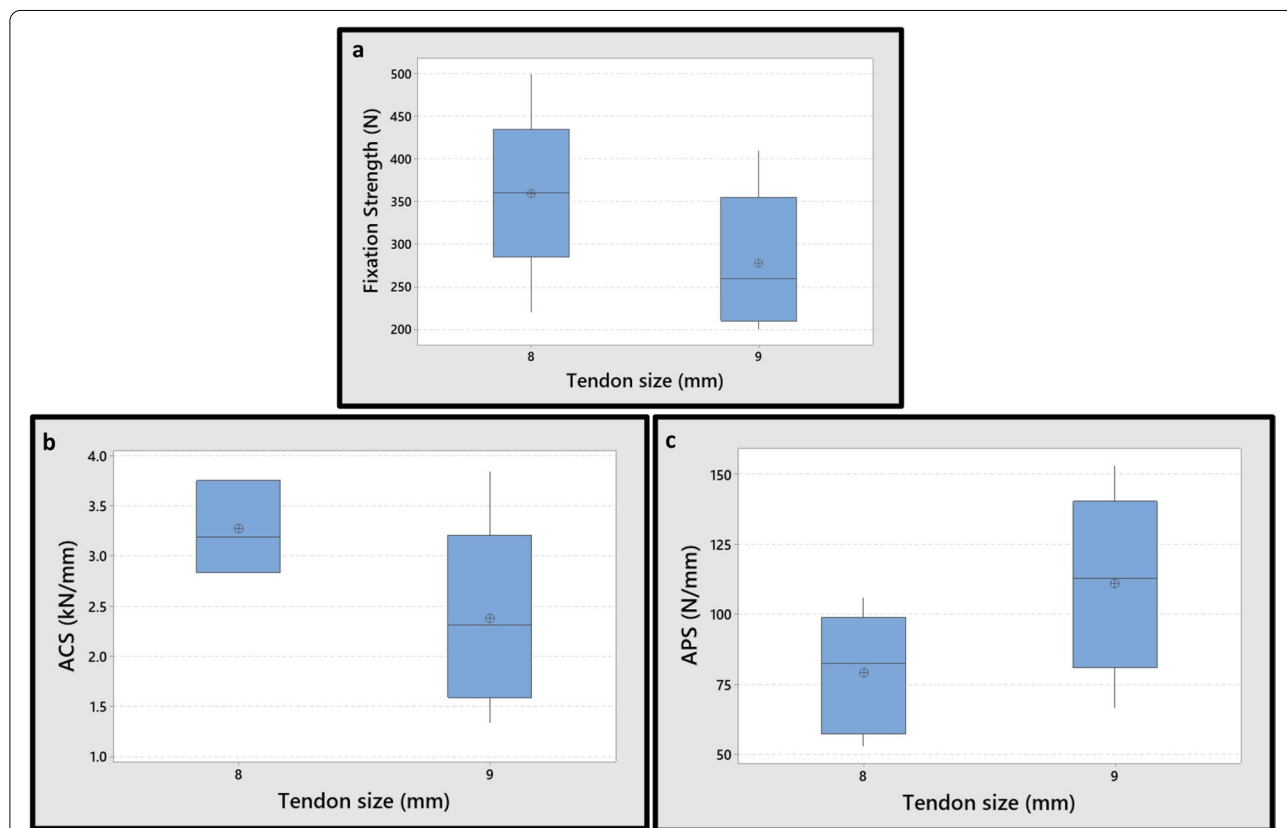 a
Fixation Strength (N)
500
450
400
350
300
250
200
8 9
Tendon size (mm)
b
ACS (kN/mm)
4.0
3.5
3.0
2.5
2.0
1.5
1.0
8 9
Tendon size (mm)
c
APS (N/mm)
150
125
100
75
50
8 9
Tendon size (mm)